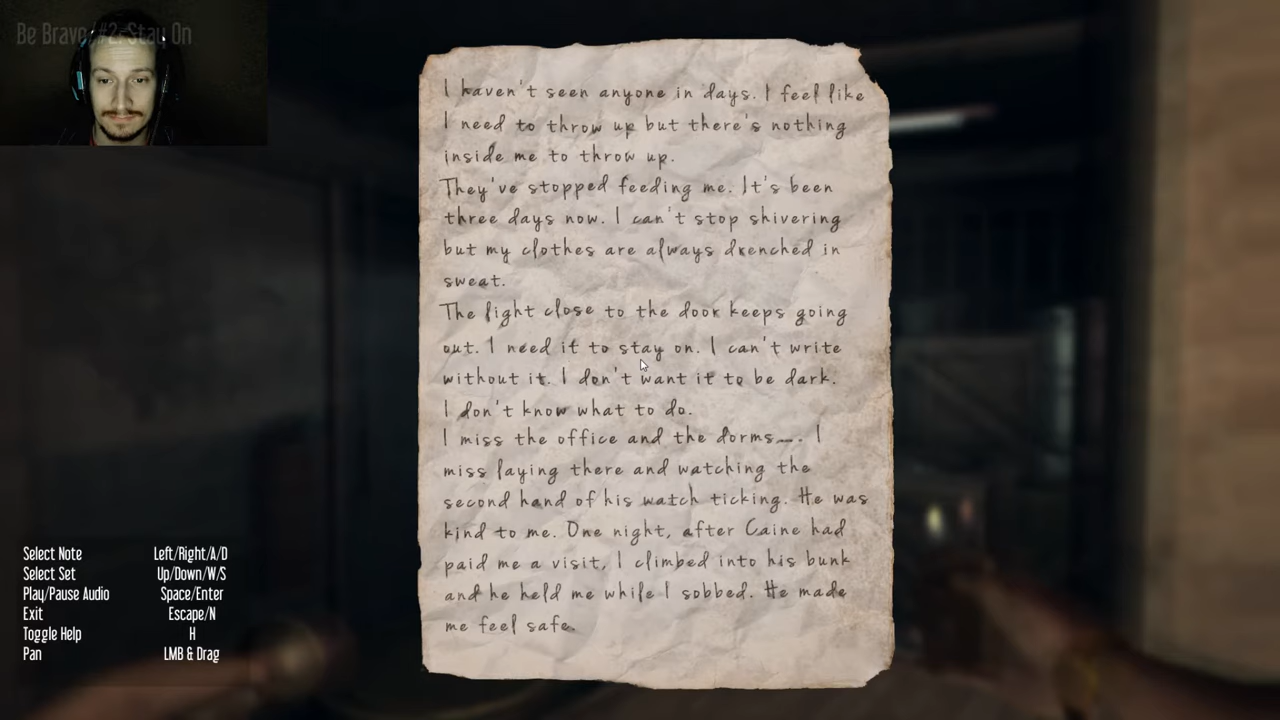 Be Brave/#2: Stay On
I haven't seen anyone in days. I feel like
I need to throw up but there's nothing
inside me to throw up.
They've stopped feeding me. It's been
three days now. I can't stop shivering
but my clothes are always drenched in
sweat.
The light close to the door keeps going
out. I need it to stay on. I can't write
without it. I don't want it to be dark.
I don't know what to do.
I miss the office and the dorms.... I
miss laying there and watching the
second hand of his watch ticking. He was
kind to me. One night, after Caine had
paid me a visit, I climbed into his bunk
and he held me while I sobbed. He made
me feel safe.
Select Note Left/Right/A/D
Select Set Up/Down/W/S
Play/Pause Audio Space/Enter
Exit Escape/N
Toggle Help H
Pan LMB & Drag